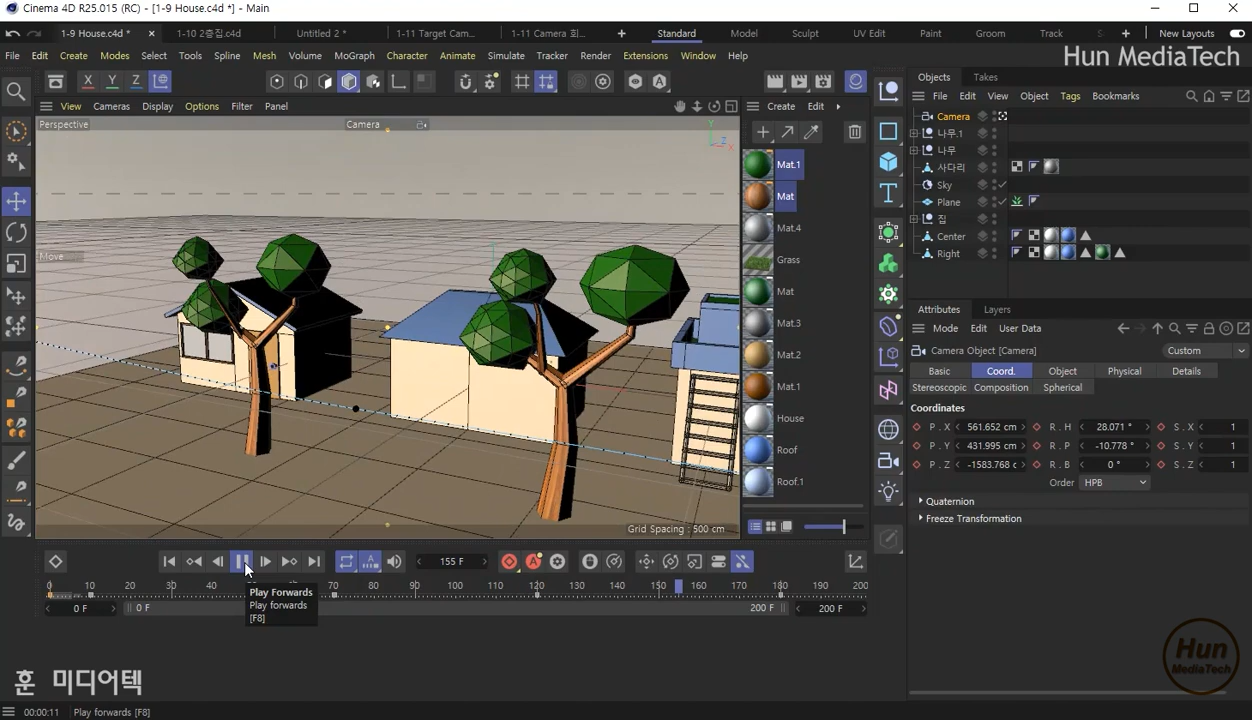 Cinema 4D R25.015 (RC) - [1-9 House.c4d *] - Main
1-9 House.c4d *
1-10 2층집.c4d
Untitled 2 *
1-11 Target Cam...
1-11 Camera 회...
Standard
Model
Sculpt
UV Edit
Paint
Groom
Track
New Layouts
File Edit Create Modes Select Tools Spline Mesh Volume MoGraph Character Animate Simulate Tracker Render Extensions Window Help
Hun MediaTech
X Y Z
Objects Takes
View Cameras Display Options Filter Panel
Create Edit
File Edit View Object Tags Bookmarks
Perspective
Camera
Y
Z
X
Move
Grid Spacing : 500 cm
Mat.1
Mat
Mat.4
Grass
Mat
Mat.3
Mat.2
Mat.1
House
Roof
Roof.1
Camera
나무.1
나무
사다리
Sky
Plane
집
Center
Right
Attributes Layers
Mode Edit User Data
Camera Object [Camera]
Custom
Basic Coord. Object Physical Details
Stereoscopic Composition Spherical
Coordinates
P . X 561.652 cm R . H 28.071 ° S . X 1
P . Y 431.995 cm R . P -10.778 ° S . Y 1
P . Z -1583.768 c R . B 0 ° S . Z 1
Order HPB
Quaternion
Freeze Transformation
155 F
0 10 20 30 40 50 60 70 80 90 100 110 120 130 140 150 160 170 180 190 200
0 F
0 F
200 F
200 F
Play Forwards
Play forwards
[F8]
훈 미디어텍
Hun
MediaTech
00:00:11 Play forwards [F8]